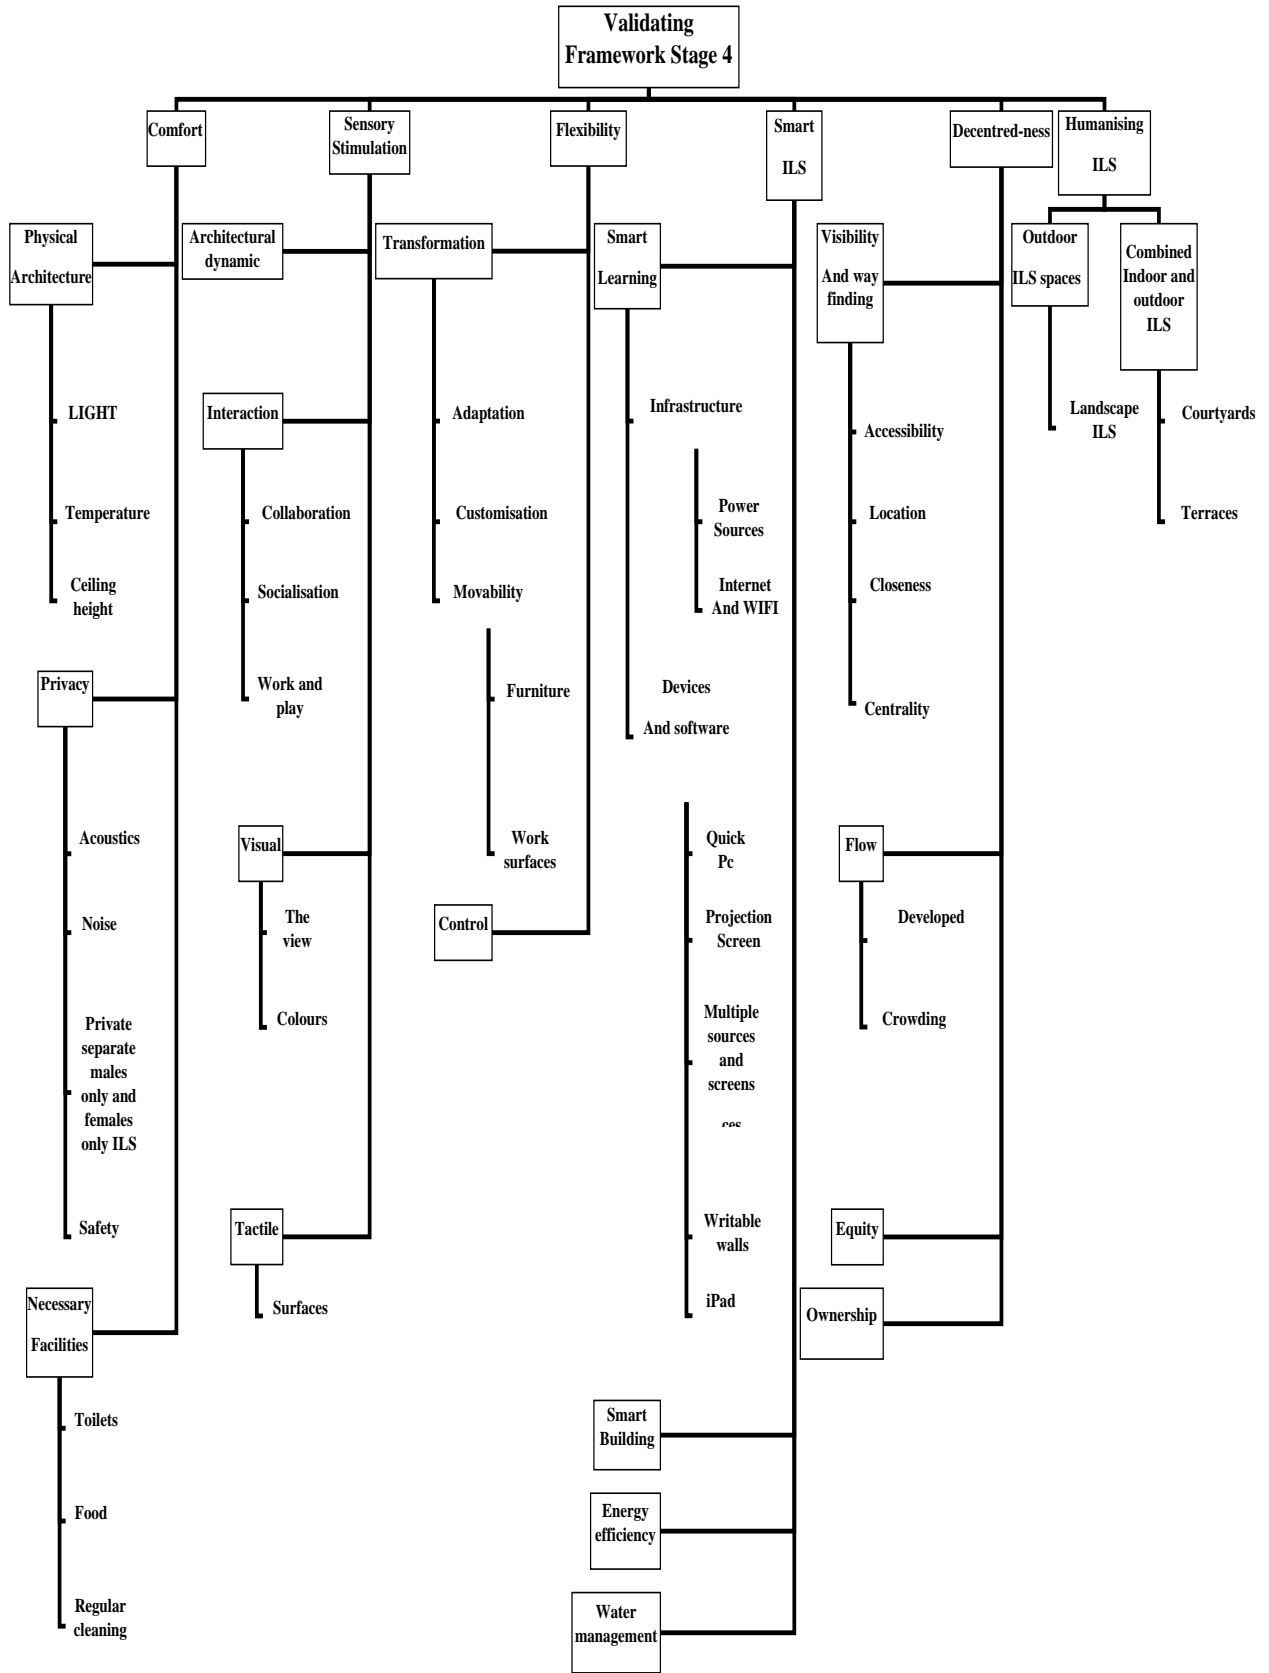 Validating
Framework Stage 4
Comfort
Sensory
Stimulation
Flexibility
Smart
ILS
Decentred-ness
Humanising
ILS
Physical
Architecture
LIGHT
Temperature
Ceiling
height
Privacy
Acoustics
Noise
Private
separate
males
only and
females
only ILS
Safety
Necessary
Facilities
Toilets
Food
Regular
cleaning
Architectural
dynamic
Interaction
Collaboration
Socialisation
Work and
play
Visual
The
view
Colours
Tactile
Surfaces
Transformation
Adaptation
Customisation
Movability
Furniture
Work
surfaces
Control
Smart
Learning
Infrastructure
Power
Sources
Internet
And WIFI
Devices
And software
Quick
Pc
Projection
Screen
Multiple
sources
and
screens
Writable
walls
iPad
Smart
Building
Energy
efficiency
Water
management
Visibility
And way
finding
Accessibility
Location
Closeness
Centrality
Flow
Developed
Crowding
Equity
Ownership
Outdoor
ILS spaces
Landscape
ILS
Combined
Indoor and
outdoor
ILS
Courtyards
Terraces